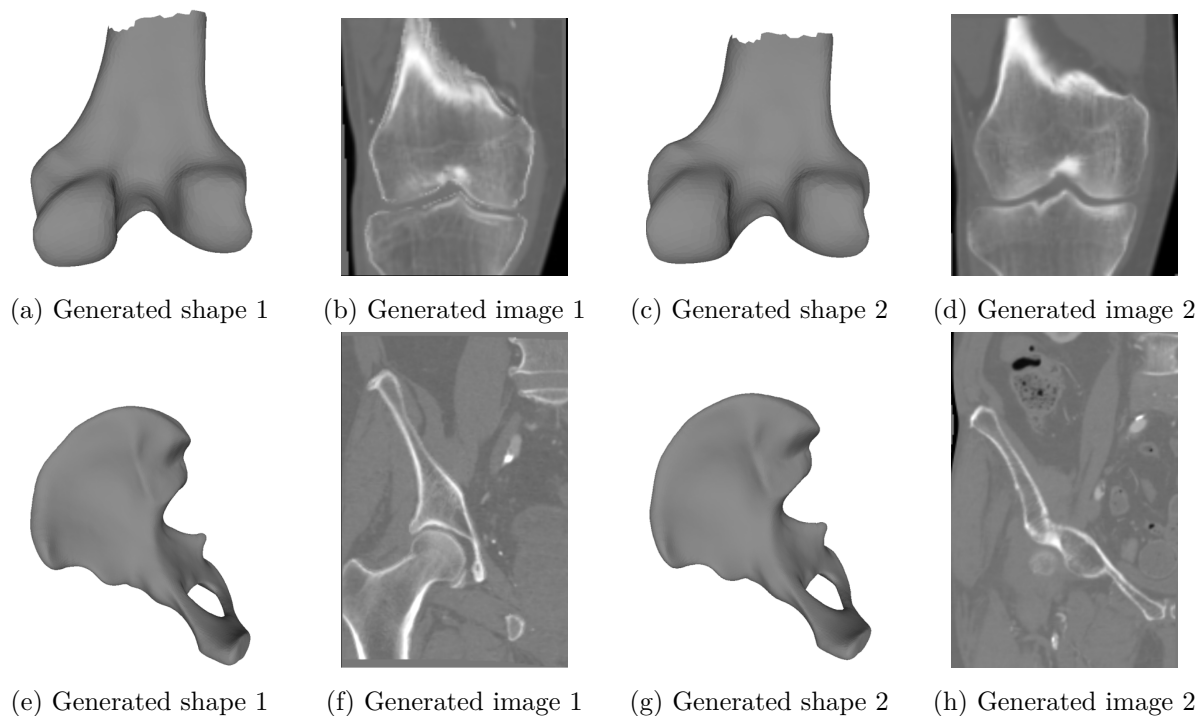 (a) Generated shape 1
(b) Generated image 1
(c) Generated shape 2
(d) Generated image 2
(e) Generated shape 1
(f) Generated image 1
(g) Generated shape 2
(h) Generated image 2